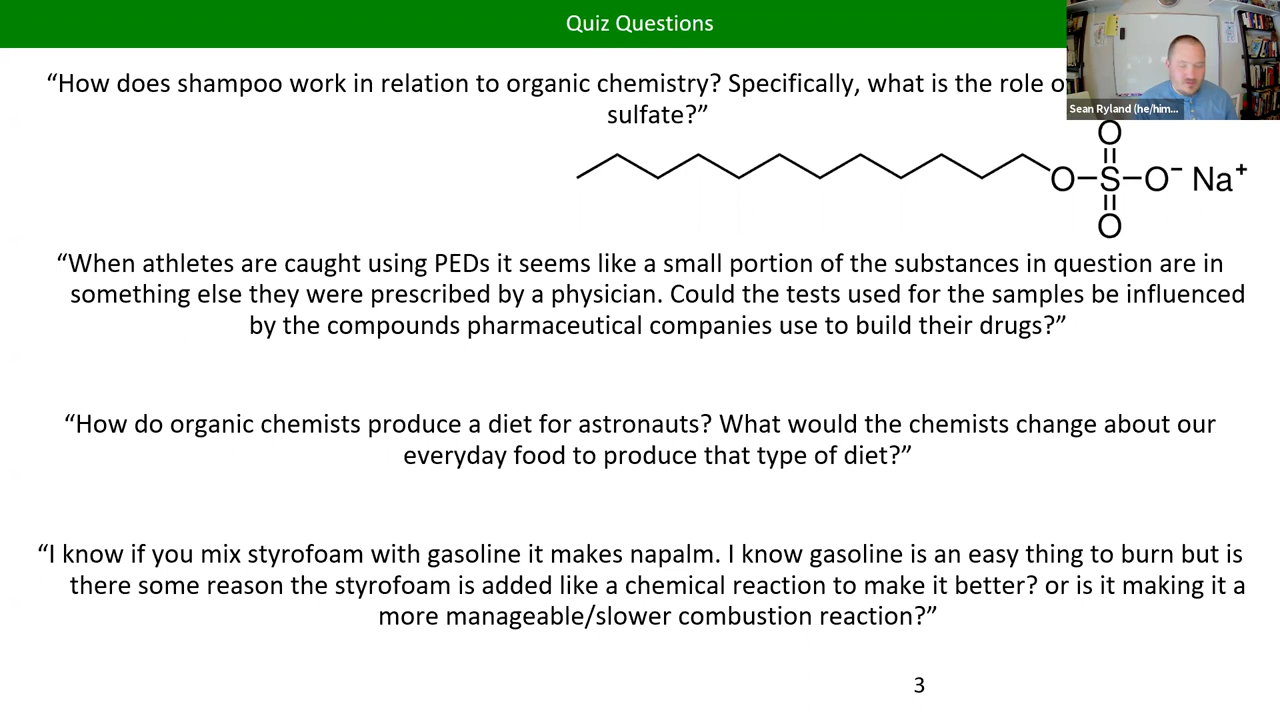 Quiz Questions
“How does shampoo work in relation to organic chemistry? Specifically, what is the role o
sulfate?”
Sean Ryland (he/him...
O
O–S–O⁻ Na⁺
O
“When athletes are caught using PEDs it seems like a small portion of the substances in question are in
something else they were prescribed by a physician. Could the tests used for the samples be influenced
by the compounds pharmaceutical companies use to build their drugs?”
“How do organic chemists produce a diet for astronauts? What would the chemists change about our
everyday food to produce that type of diet?”
“I know if you mix styrofoam with gasoline it makes napalm. I know gasoline is an easy thing to burn but is
there some reason the styrofoam is added like a chemical reaction to make it better? or is it making it a
more manageable/slower combustion reaction?”
3